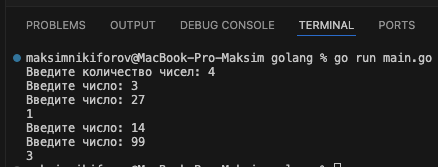 PROBLEMS OUTPUT DEBUG CONSOLE TERMINAL PORTS
maksimnikiforov@MacBook-Pro-Maksim golang % go run main.go
Введите количество чисел: 4
Введите число: 3
Введите число: 27
1
Введите число: 14
Введите число: 99
3